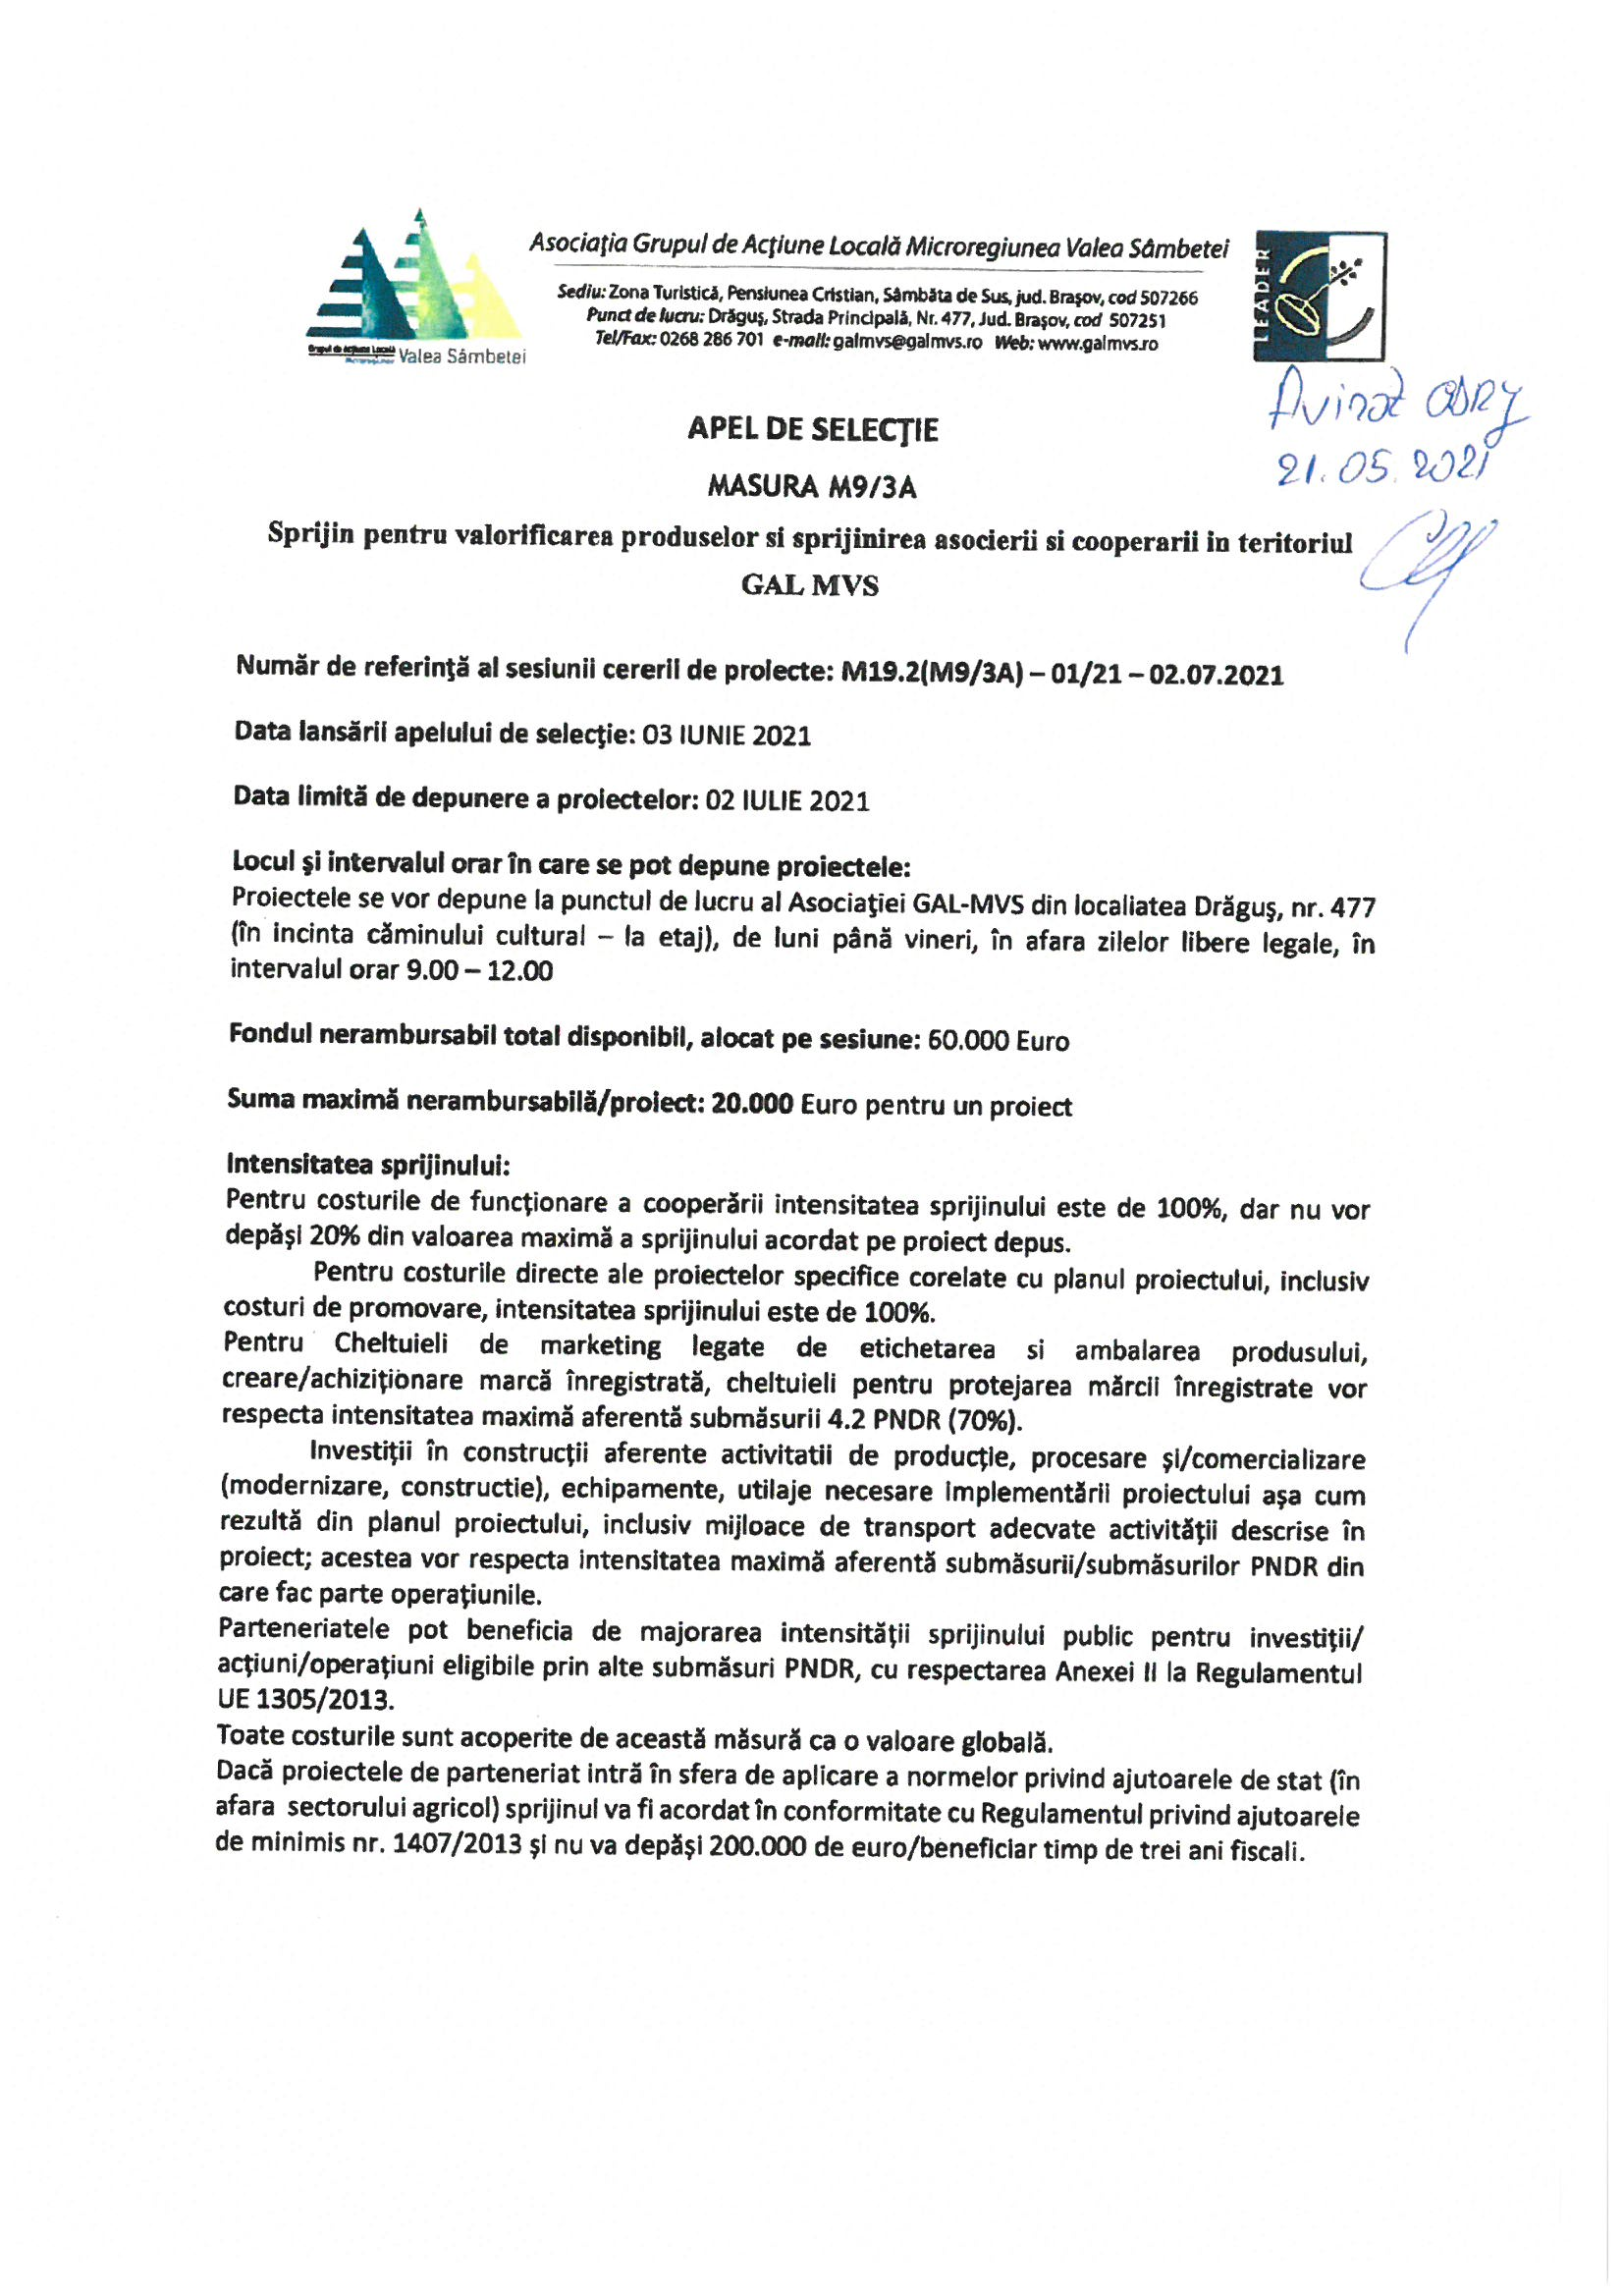 Asociația Grupul de Acțiune Locală Microregiunea Valea Sâmbetei
Sediu: Zona Turistică, Pensiunea Cristian, Sâmbăta de Sus, jud. Braşov, cod 507266
Punct de lucru: Drăguş, Strada Principală, Nr. 477, Jud. Braşov, cod 507251
Tel/Fax: 0268 286 701 e-mail: galmvs@galmvs.ro Web: www.galmvs.ro
Grupul de Acțiune Locală
Microregiunea Valea Sâmbetei
LEADER
Avizat CDRJ
21.05.2021
APEL DE SELECŢIE
MASURA M9/3A
Sprijin pentru valorificarea produselor si sprijinirea asocierii si cooperarii in teritoriul
GAL MVS
Număr de referinţă al sesiunii cererii de proiecte: M19.2(M9/3A) – 01/21 – 02.07.2021
Data lansării apelului de selecţie: 03 IUNIE 2021
Data limită de depunere a proiectelor: 02 IULIE 2021
Locul şi intervalul orar în care se pot depune proiectele:
Proiectele se vor depune la punctul de lucru al Asociaţiei GAL-MVS din localiatea Drăguş, nr. 477
(în incinta căminului cultural – la etaj), de luni până vineri, în afara zilelor libere legale, în
intervalul orar 9.00 – 12.00
Fondul nerambursabil total disponibil, alocat pe sesiune: 60.000 Euro
Suma maximă nerambursabilă/proiect: 20.000 Euro pentru un proiect
Intensitatea sprijinului:
Pentru costurile de funcţionare a cooperării intensitatea sprijinului este de 100%, dar nu vor
depăşi 20% din valoarea maximă a sprijinului acordat pe proiect depus.
Pentru costurile directe ale proiectelor specifice corelate cu planul proiectului, inclusiv
costuri de promovare, intensitatea sprijinului este de 100%.
Pentru Cheltuieli de marketing legate de etichetarea si ambalarea produsului,
creare/achiziționare marcă înregistrată, cheltuieli pentru protejarea mărcii înregistrate vor
respecta intensitatea maximă aferentă submăsurii 4.2 PNDR (70%).
Investiții în construcții aferente activitatii de producție, procesare și/comercializare
(modernizare, constructie), echipamente, utilaje necesare implementării proiectului aşa cum
rezultă din planul proiectului, inclusiv mijloace de transport adecvate activităţii descrise în
proiect; acestea vor respecta intensitatea maximă aferentă submăsurii/submăsurilor PNDR din
care fac parte operaţiunile.
Parteneriatele pot beneficia de majorarea intensităţii sprijinului public pentru investiţii/
acţiuni/operaţiuni eligibile prin alte submăsuri PNDR, cu respectarea Anexei II la Regulamentul
UE 1305/2013.
Toate costurile sunt acoperite de această măsură ca o valoare globală.
Dacă proiectele de parteneriat intră în sfera de aplicare a normelor privind ajutoarele de stat (în
afara sectorului agricol) sprijinul va fi acordat în conformitate cu Regulamentul privind ajutoarele
de minimis nr. 1407/2013 şi nu va depăşi 200.000 de euro/beneficiar timp de trei ani fiscali.